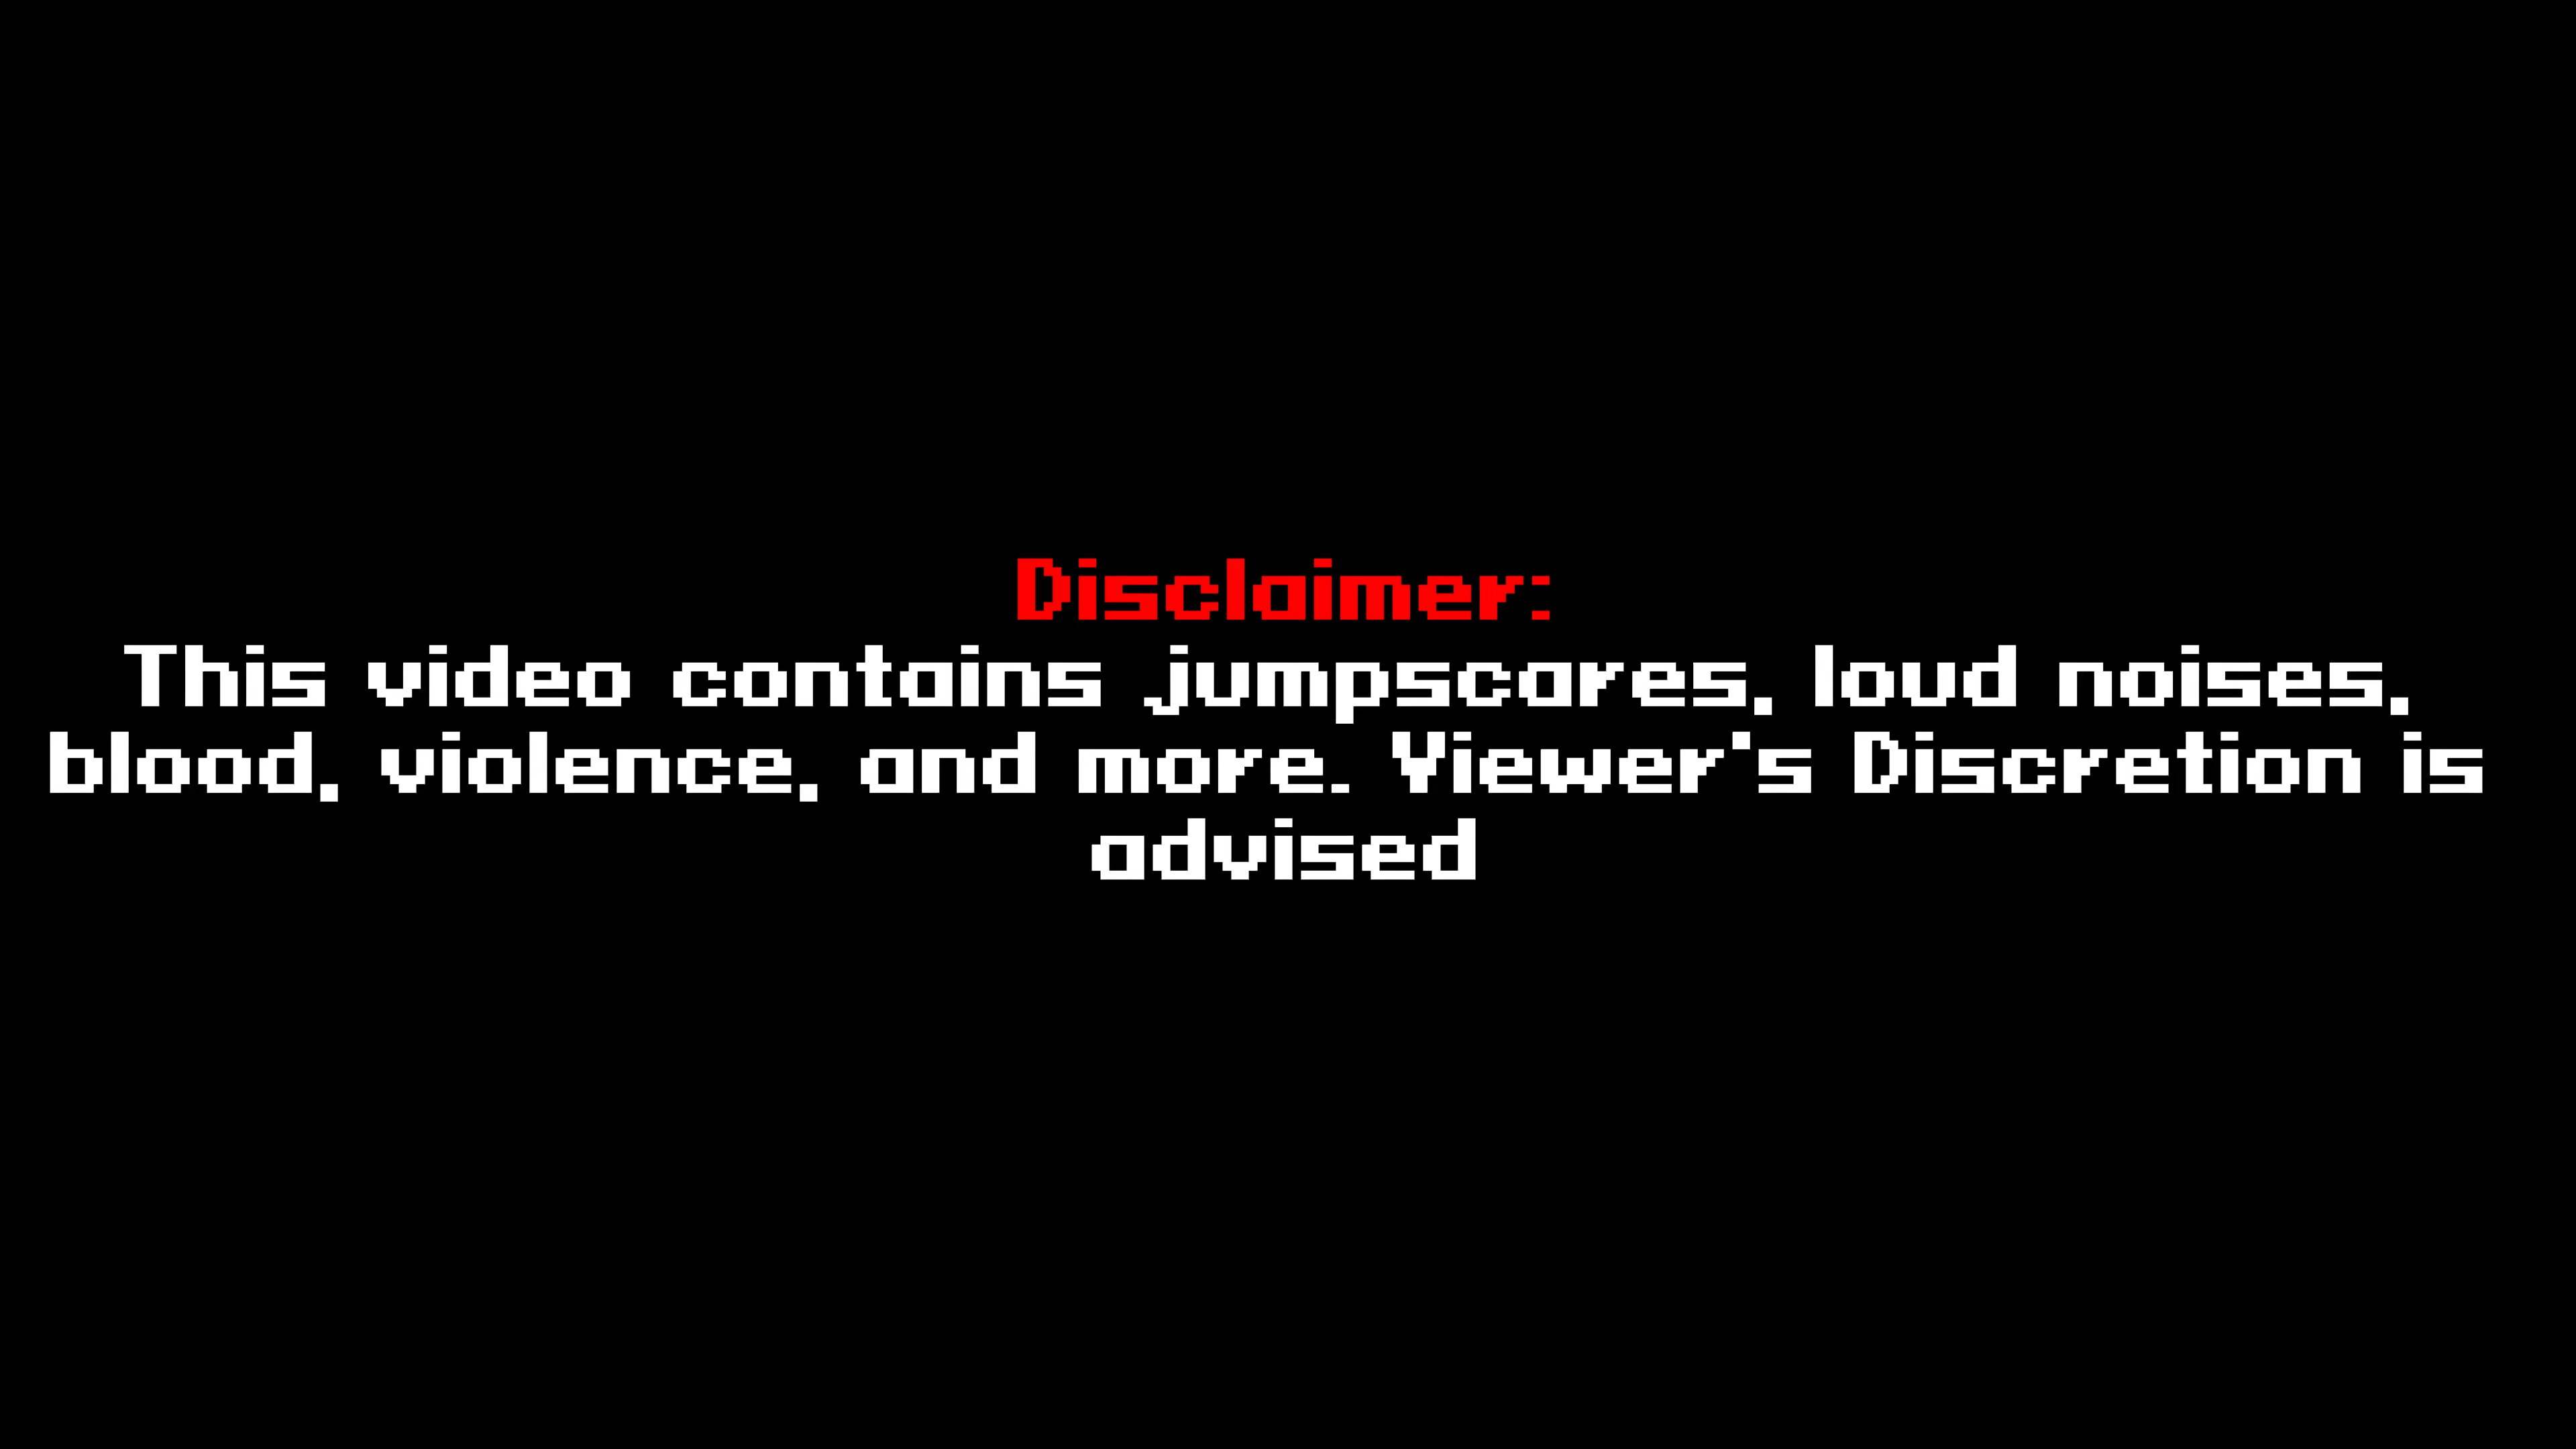 Disclaimer:
This video contains jumpscares, loud noises,
blood, violence, and more. Viewer's Discretion is
advised